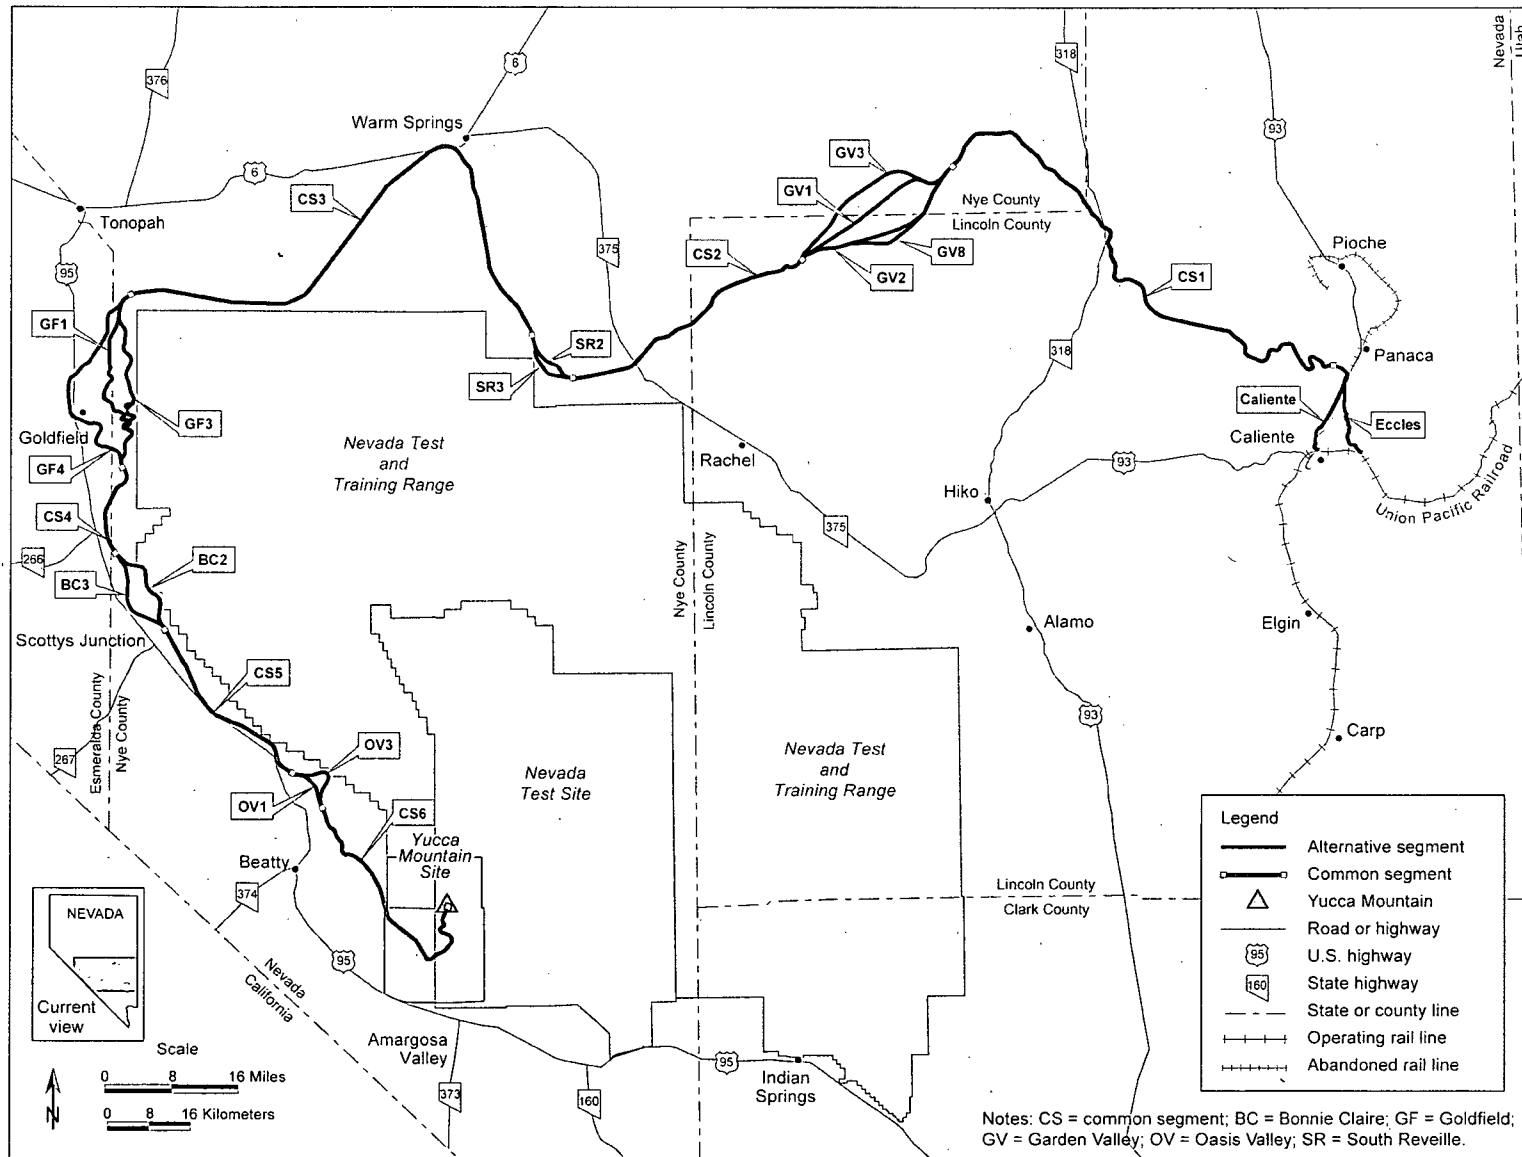 376
6
318
93
Nevada
Utah
Warm Springs
6
CS3
GV3
GV1
Nye County
Lincoln County
Tonopah
95
375
CS2
GV2
GV8
Pioche
CS1
GF1
SR2
318
Panaca
SR3
Caliente
Eccles
GF3
Goldfield
Nevada Test
and
Training Range
Caliente
GF4
Rachel
93
Hiko
Union Pacific Railroad
CS4
375
266
BC2
BC3
Nye County
Lincoln County
Scottys Junction
Alamo
Elgin
CS5
Esmeralda County
Nye County
267
93
OV3
Carp
Nevada Test
and
Training Range
Nevada
Test Site
OV1
CS6
Yucca
Mountain
Site
Beatty
374
Lincoln County
Clark County
95
Nevada
California
NEVADA
Current
view
Amargosa
Valley
373
160
95
Indian
Springs
Scale
0 8 16 Miles
0 8 16 Kilometers
N
Legend
Alternative segment
Common segment
Yucca Mountain
Road or highway
95 U.S. highway
160 State highway
State or county line
Operating rail line
Abandoned rail line
Notes: CS = common segment; BC = Bonnie Claire; GF = Goldfield;
GV = Garden Valley; OV = Oasis Valley; SR = South Reveille.